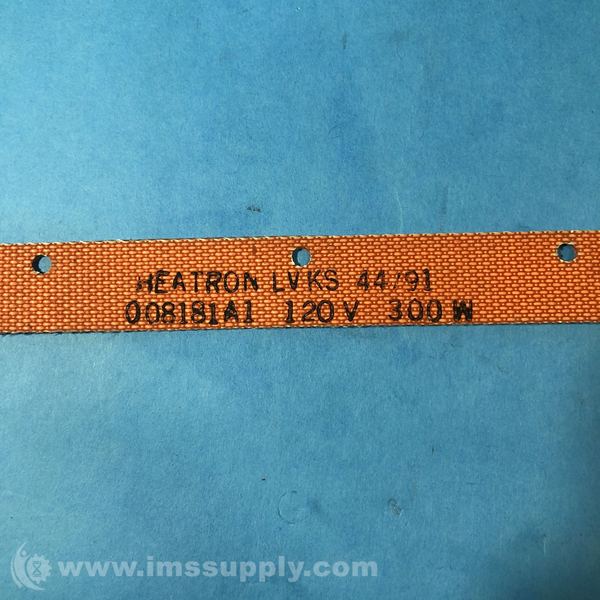 HEATRON LVKS 44/91
008181A1 120V 300W
www.imssupply.com